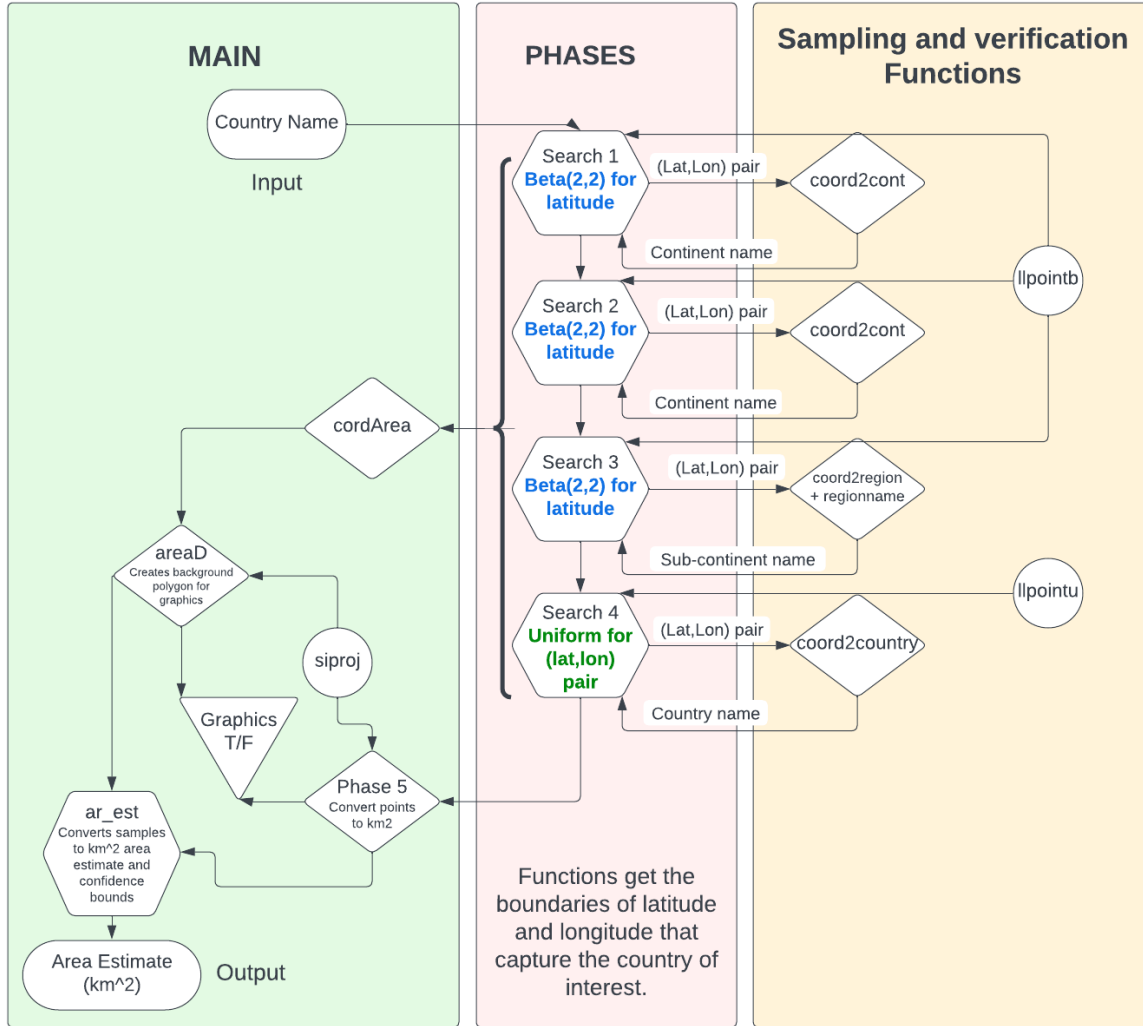 MAIN
Country Name
Input
cordArea
areaD
Creates background
polygon for
graphics
siproj
Graphics
T/F
Phase 5
Convert points
to km2
ar_est
Converts samples
to km^2 area
estimate and
confidence
bounds
Area Estimate
(km^2)
Output
PHASES
Search 1
Beta(2,2) for
latitude
(Lat,Lon) pair
Continent name
Search 2
Beta(2,2) for
latitude
(Lat,Lon) pair
Continent name
Search 3
Beta(2,2) for
latitude
(Lat,Lon) pair
Sub-continent name
Search 4
Uniform for
(lat,lon)
pair
(Lat,Lon) pair
Country name
Functions get the
boundaries of latitude
and longitude that
capture the country of
interest.
Sampling and verification
Functions
coord2cont
llpointb
coord2cont
coord2region
+ regionname
llpointu
coord2country